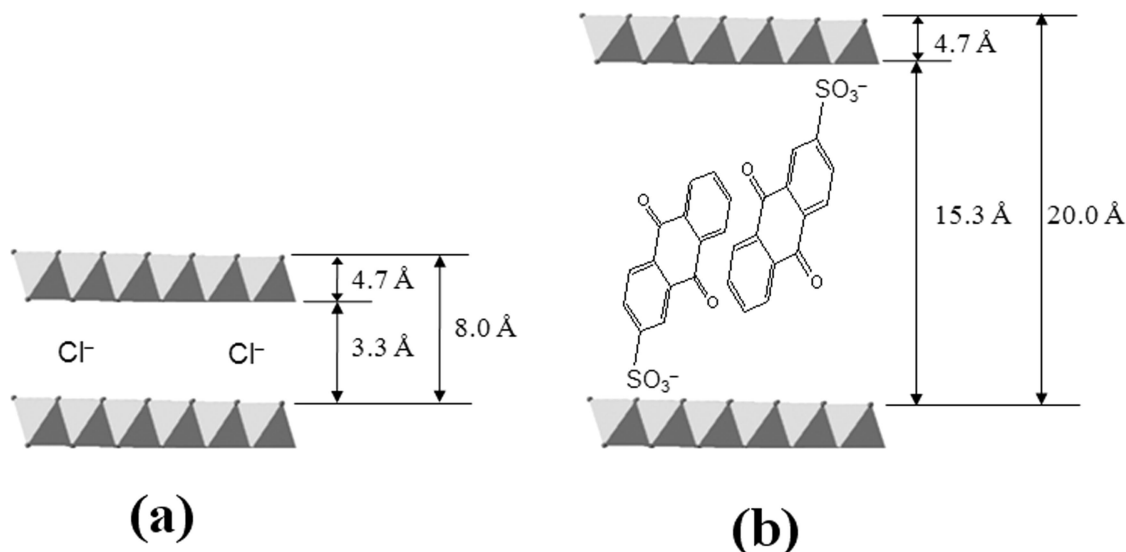 4.7 Å
3.3 Å
8.0 Å
Cl⁻
Cl⁻
(a)
4.7 Å
SO₃⁻
O
O
15.3 Å
20.0 Å
O
O
SO₃⁻
(b)